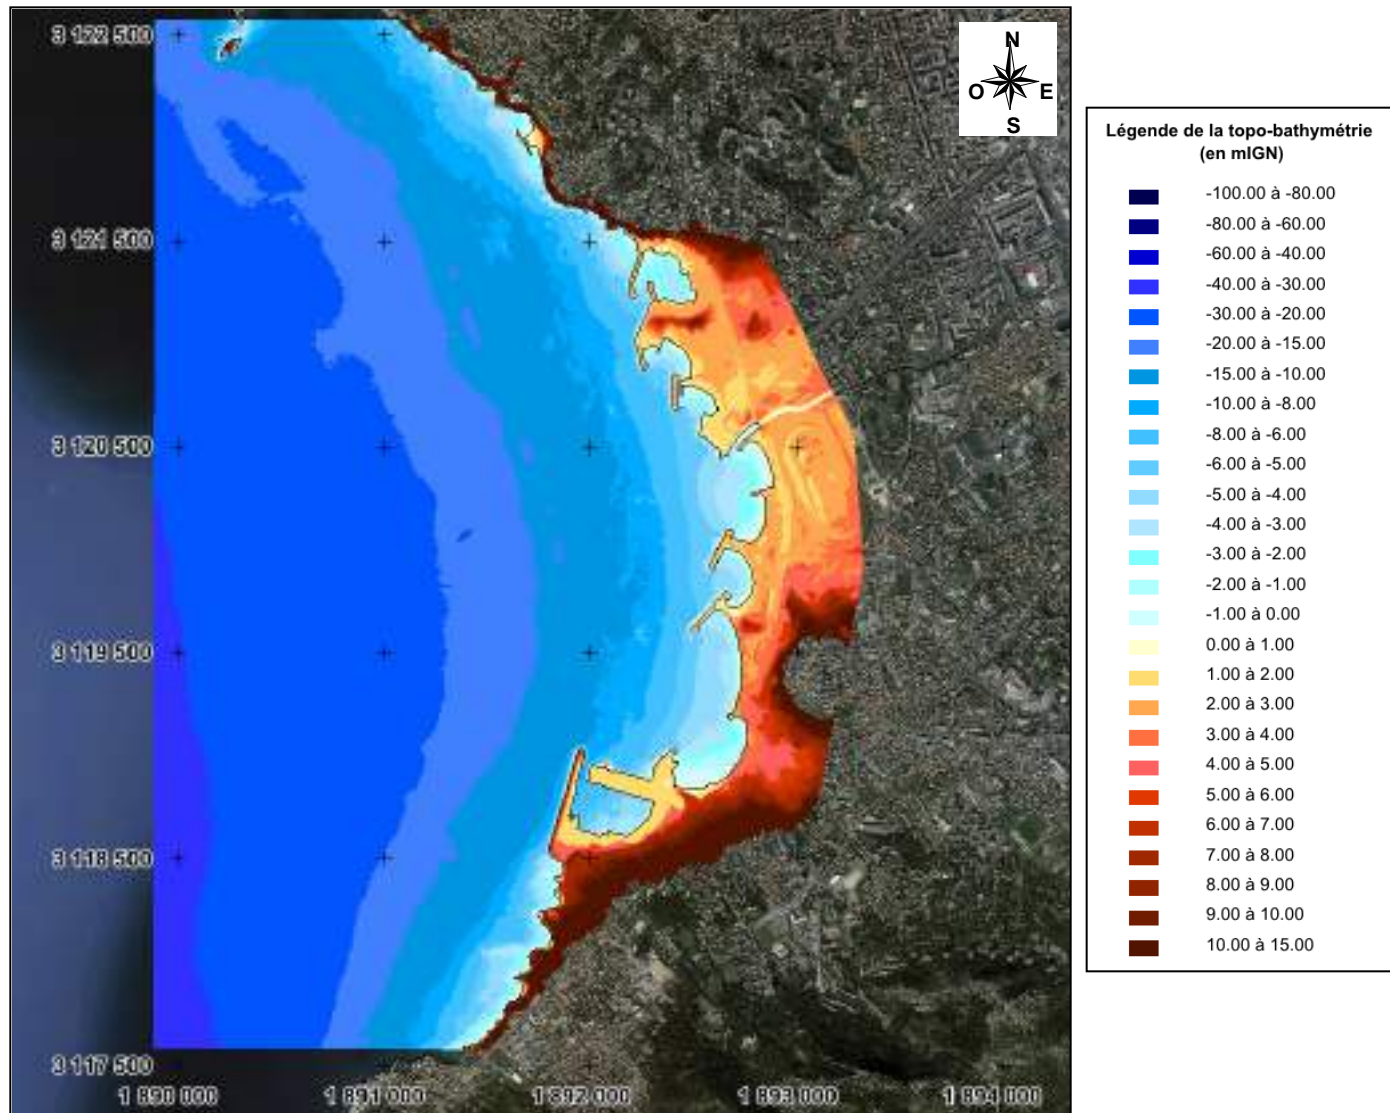 3 122 500
3 121 500
3 120 500
3 119 500
3 118 500
3 117 500
1 890 000
1 891 000
1 892 000
1 893 000
1 894 000
N
O E
S
Légende de la topo-bathymétrie
(en mIGN)
-100.00 à -80.00
-80.00 à -60.00
-60.00 à -40.00
-40.00 à -30.00
-30.00 à -20.00
-20.00 à -15.00
-15.00 à -10.00
-10.00 à -8.00
-8.00 à -6.00
-6.00 à -5.00
-5.00 à -4.00
-4.00 à -3.00
-3.00 à -2.00
-2.00 à -1.00
-1.00 à 0.00
0.00 à 1.00
1.00 à 2.00
2.00 à 3.00
3.00 à 4.00
4.00 à 5.00
5.00 à 6.00
6.00 à 7.00
7.00 à 8.00
8.00 à 9.00
9.00 à 10.00
10.00 à 15.00